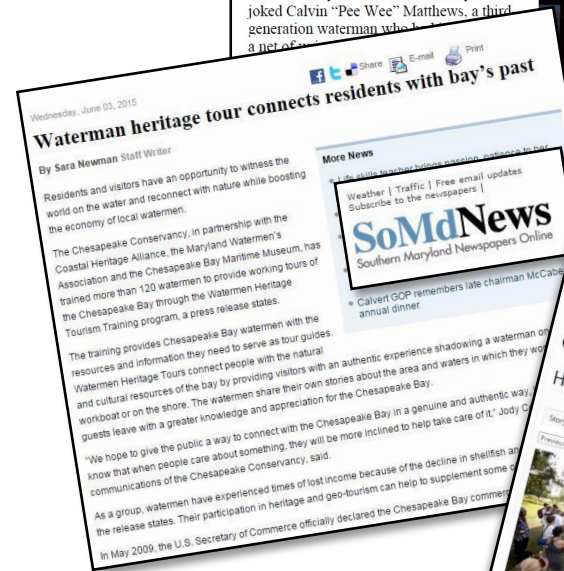 joked Calvin “Pee Wee” Matthews, a third
generation waterman who
a net of
Share E-mail Print
Wednesday, June 03, 2015
Waterman heritage tour connects residents with bay’s past
By Sara Newman Staff Writer
Residents and visitors have an opportunity to witness the
world on the water and reconnect with nature while boosting
the economy of local watermen.
The Chesapeake Conservancy, in partnership with the
Coastal Heritage Alliance, the Maryland Watermen’s
Association and the Chesapeake Bay Maritime Museum, has
trained more than 120 watermen to provide working tours of
the Chesapeake Bay through the Watermen Heritage
Tourism Training program, a press release states.
The training provides Chesapeake Bay watermen with the
resources and information they need to serve as tour guides.
Watermen Heritage Tours connect people with the natural
and cultural resources of the bay by providing visitors with an authentic experience shadowing a waterman on
workboat or on the shore. The watermen share their own stories about the area and waters in which they
guests leave with a greater knowledge and appreciation for the Chesapeake Bay.
“We hope to give the public a way to connect with the Chesapeake Bay in a genuine and authentic way,
know that when people care about something, they will be more inclined to help take care of it,” Jody
communications of the Chesapeake Conservancy, said.
As a group, watermen have experienced times of lost income because of the decline in shellfish
the release states. Their participation in heritage and geo-tourism can help to supplement some
In May 2009, the U.S. Secretary of Commerce officially declared the Chesapeake Bay
More News
Life skills teacher brings passion, patience to her
Weather | Traffic | Free email updates
Subscribe to the newspapers |
SoMdNews
Southern Maryland Newspapers Online
Calvert GOP remembers late chairman McCabe
annual dinner